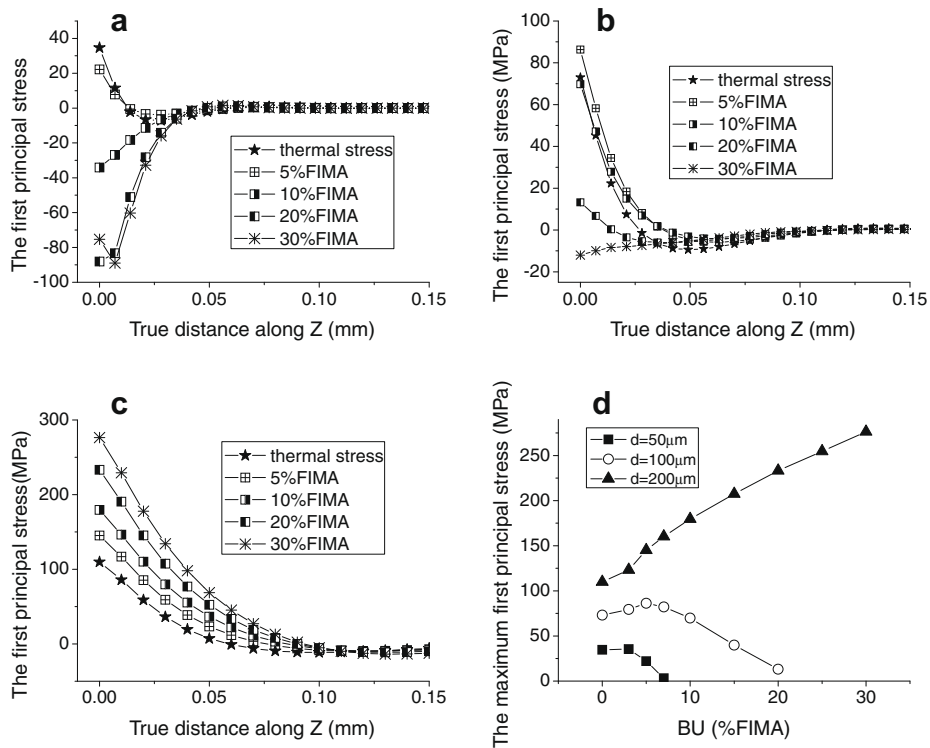 a
The first principal stress
40
20
0
-20
-40
-60
-80
-100
thermal stress
5%FIMA
10%FIMA
20%FIMA
30%FIMA
0.00 0.05 0.10 0.15
True distance along Z (mm)
b
The first principal stress (MPa)
100
80
60
40
20
0
-20
thermal stress
5%FIMA
10%FIMA
20%FIMA
30%FIMA
0.00 0.05 0.10 0.15
True distance along Z (mm)
c
The first principal stress(MPa)
300
200
100
0
thermal stress
5%FIMA
10%FIMA
20%FIMA
30%FIMA
0.00 0.05 0.10 0.15
True distance along Z (mm)
d
The maximum first principal stress (MPa)
250
200
150
100
50
0
d=50μm
d=100μm
d=200μm
0 10 20 30
BU (%FIMA)